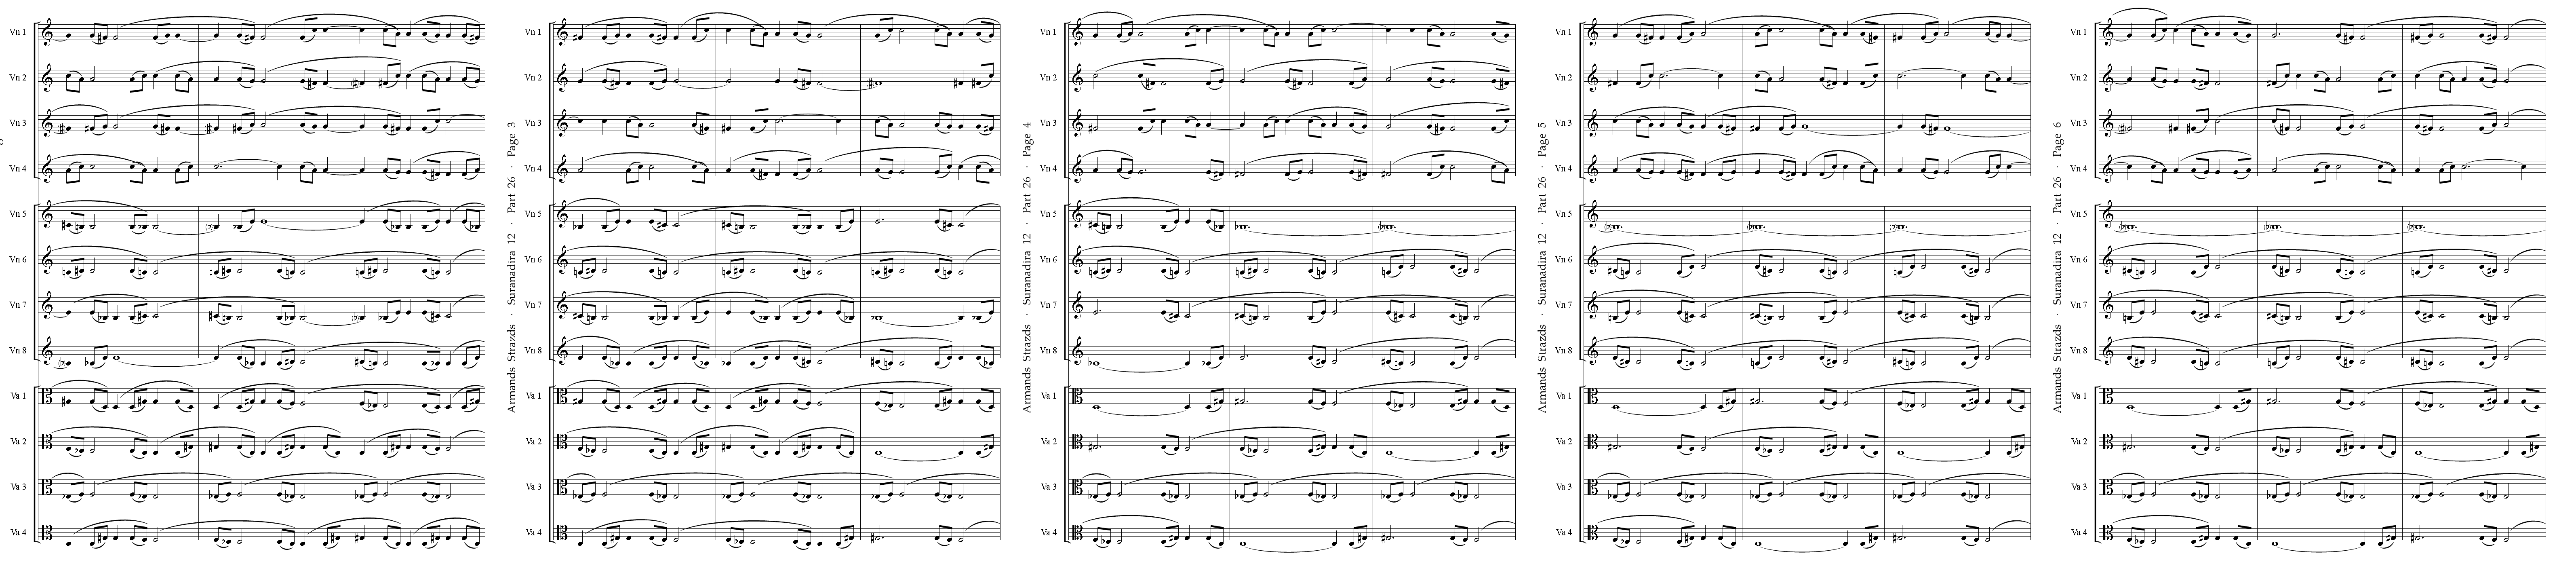 Vn 1
Vn 2
Vn 3
Vn 4
Vn 5
Vn 6
Vn 7
Vn 8
Va 1
Va 2
Va 3
Va 4
Armands Strazds · Suranadira 12 · Part 26 · Page 3
Vn 1
Vn 2
Vn 3
Vn 4
Vn 5
Vn 6
Vn 7
Vn 8
Va 1
Va 2
Va 3
Va 4
Armands Strazds · Suranadira 12 · Part 26 · Page 4
Vn 1
Vn 2
Vn 3
Vn 4
Vn 5
Vn 6
Vn 7
Vn 8
Va 1
Va 2
Va 3
Va 4
Armands Strazds · Suranadira 12 · Part 26 · Page 5
Vn 1
Vn 2
Vn 3
Vn 4
Vn 5
Vn 6
Vn 7
Vn 8
Va 1
Va 2
Va 3
Va 4
Armands Strazds · Suranadira 12 · Part 26 · Page 6
Vn 1
Vn 2
Vn 3
Vn 4
Vn 5
Vn 6
Vn 7
Vn 8
Va 1
Va 2
Va 3
Va 4